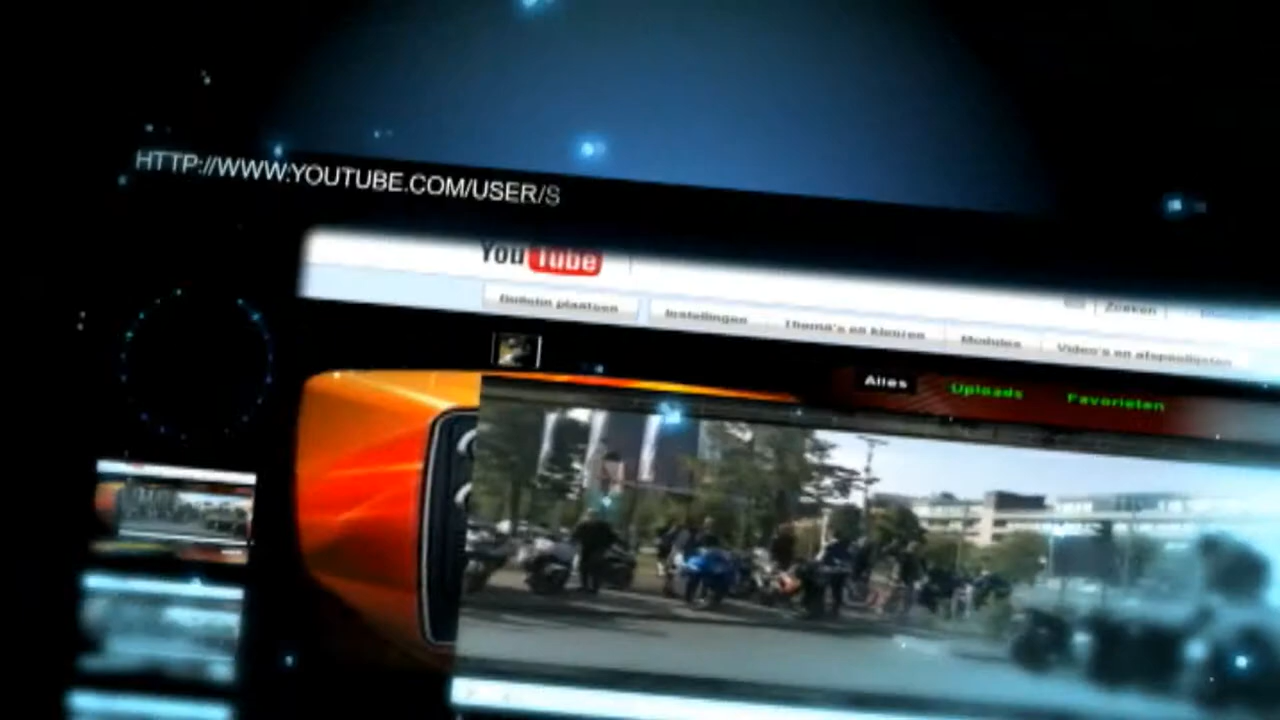 HTTP://WWW.YOUTUBE.COM/USER/S
YouTube
Zoeken
Bulletin plaatsen Instellingen Thema's en kleuren Modules Video's en afspeellijsten
Alles Uploads Favorieten